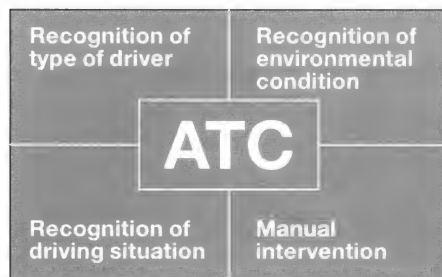 Recognition of
type of driver
Recognition of
environmental
condition
ATC
Recognition of
driving situation
Manual
intervention